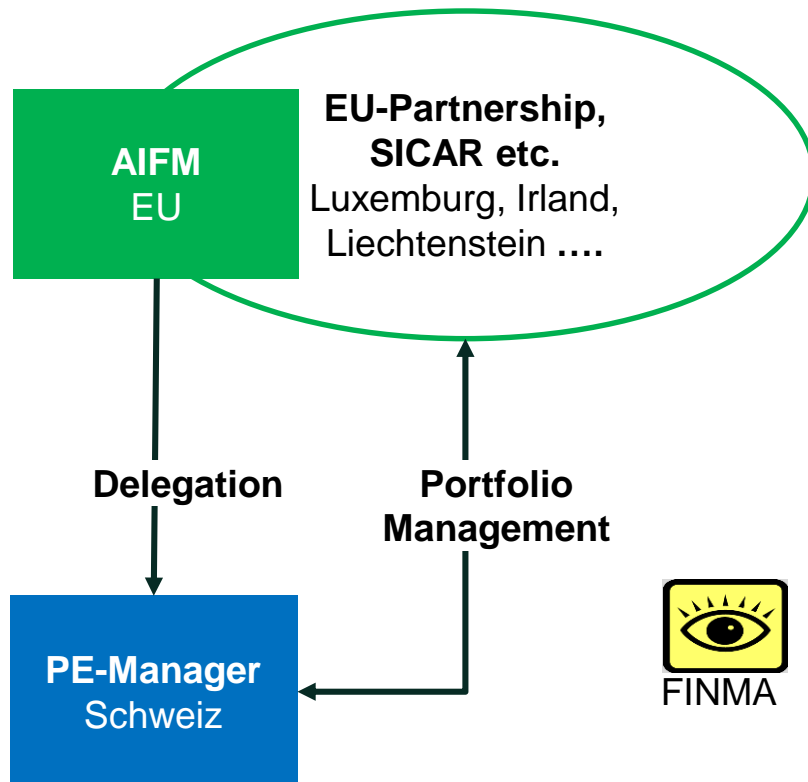 AIFM
EU
EU-Partnership,
SICAR etc.
Luxemburg, Irland,
Liechtenstein ....
Delegation
Portfolio
Management
PE-Manager
Schweiz
FINMA